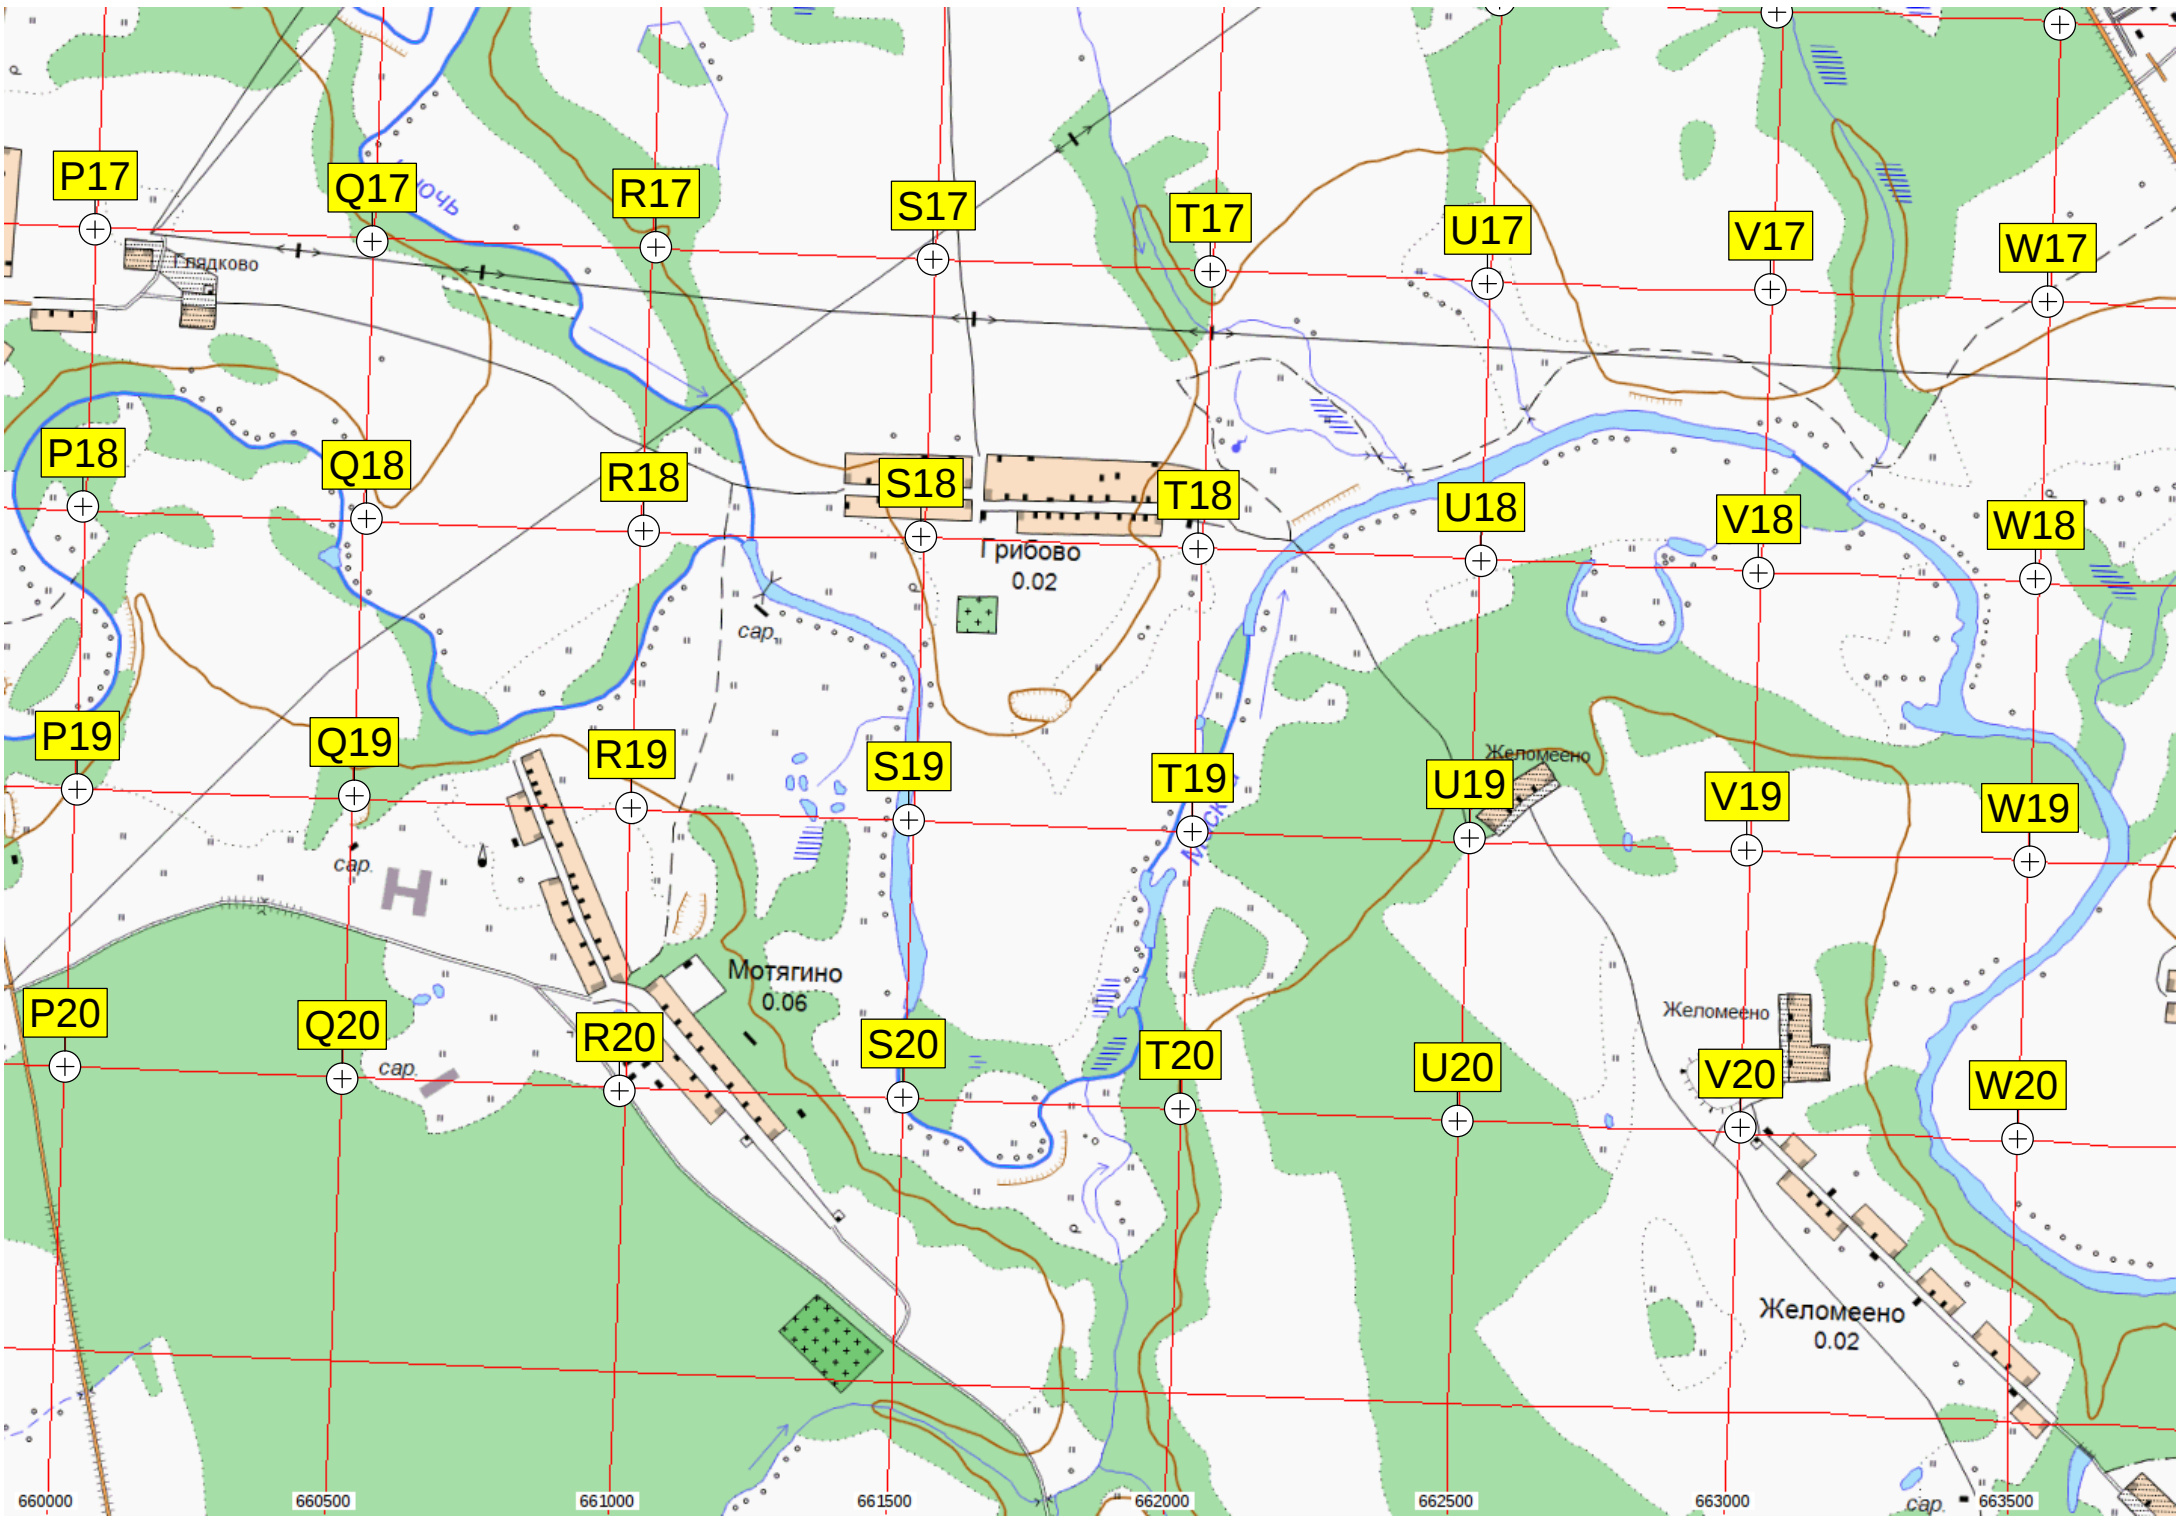 P17
Q17
R17
S17
T17
U17
V17
W17
Глядково
P18
Q18
R18
S18
T18
U18
V18
W18
Грибово
0.02
сар.
P19
Q19
R19
S19
T19
U19
V19
W19
Желомеено
сар.
Мотягино
0.06
Желомеено
P20
Q20
R20
S20
T20
U20
V20
W20
сар.
Желомеено
0.02
660000
660500
661000
661500
662000
662500
663000
663500
сар.